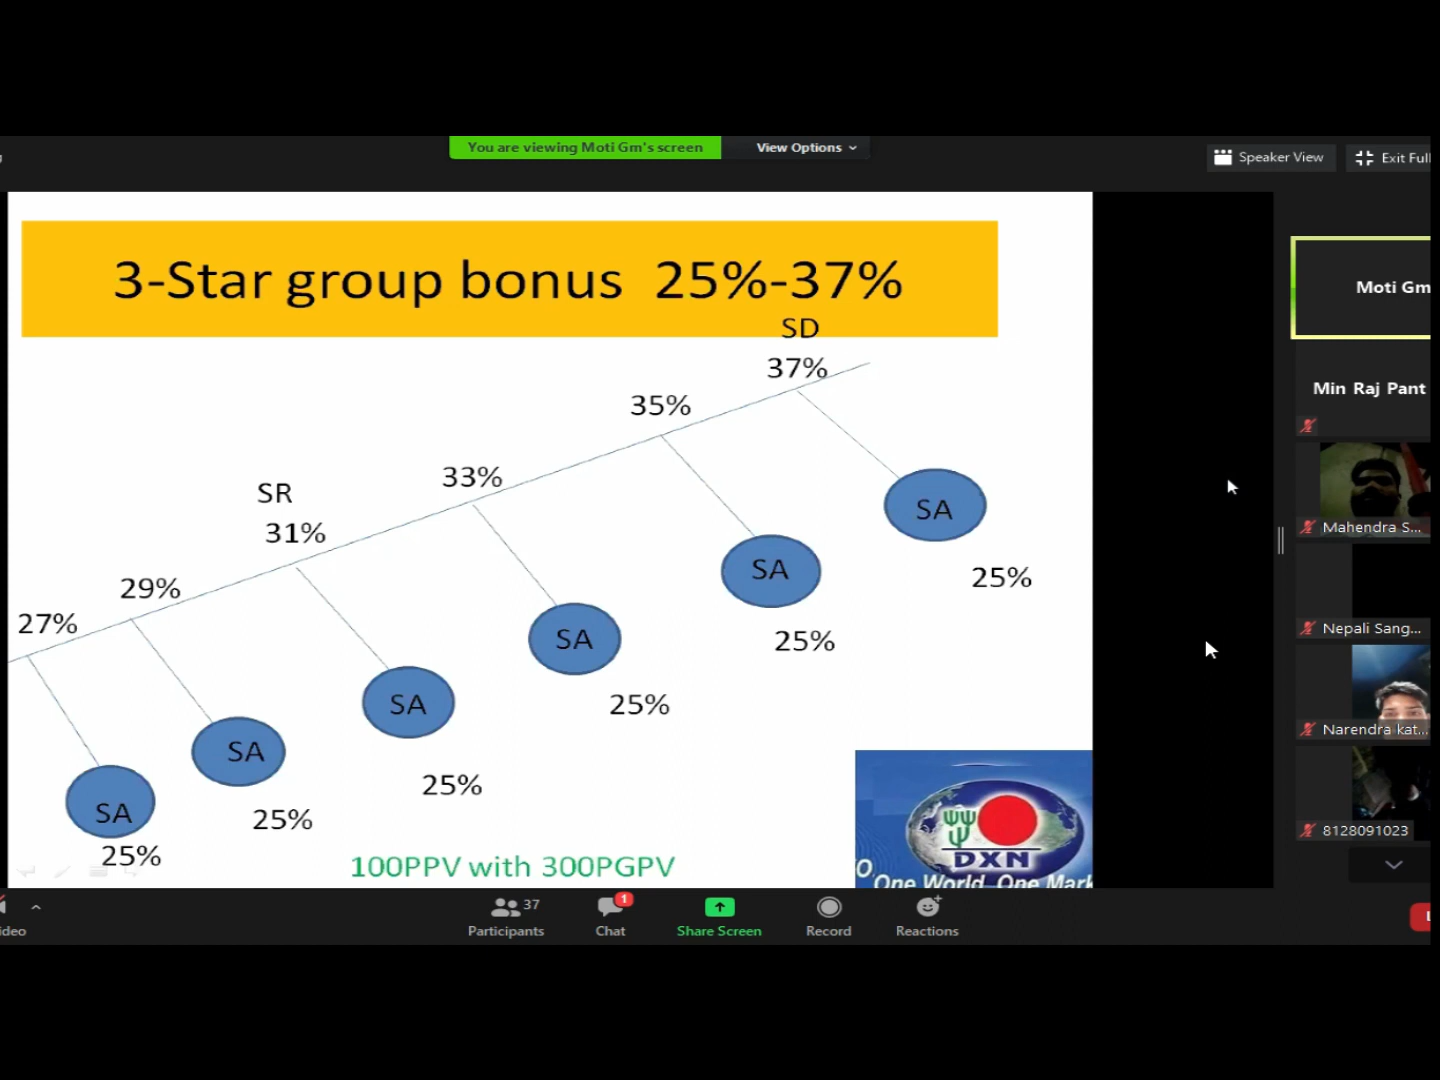 You are viewing Moti Gm's screen
View Options
Speaker View
3-Star group bonus 25%-37%
SD
37%
35%
33%
SR
31%
29%
27%
SA
25%
SA
25%
SA
25%
SA
25%
SA
25%
SA
25%
100PPV with 300PGPV
DXN
One World, One
Moti Gm
Min Raj Pant
Mahendra S...
Nepali Sang...
Narendra kat...
8128091023
37
Participants
1
Chat
Share Screen
Record
Reactions